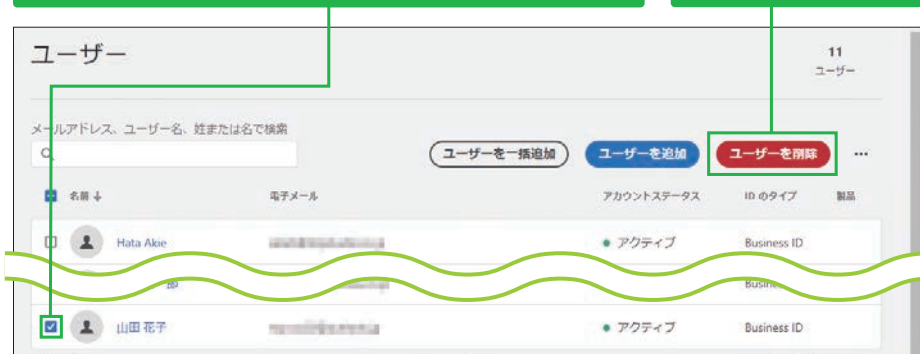 ユーザー
11
ユーザー
メールアドレス、ユーザー名、姓または名で検索
ユーザーを一括追加 ユーザーを追加 ユーザーを削除 ...
名前 ↓ 電子メール アカウントステータス ID のタイプ 製品
Hata Akie アクティブ Business ID
山田 花子 アクティブ Business ID